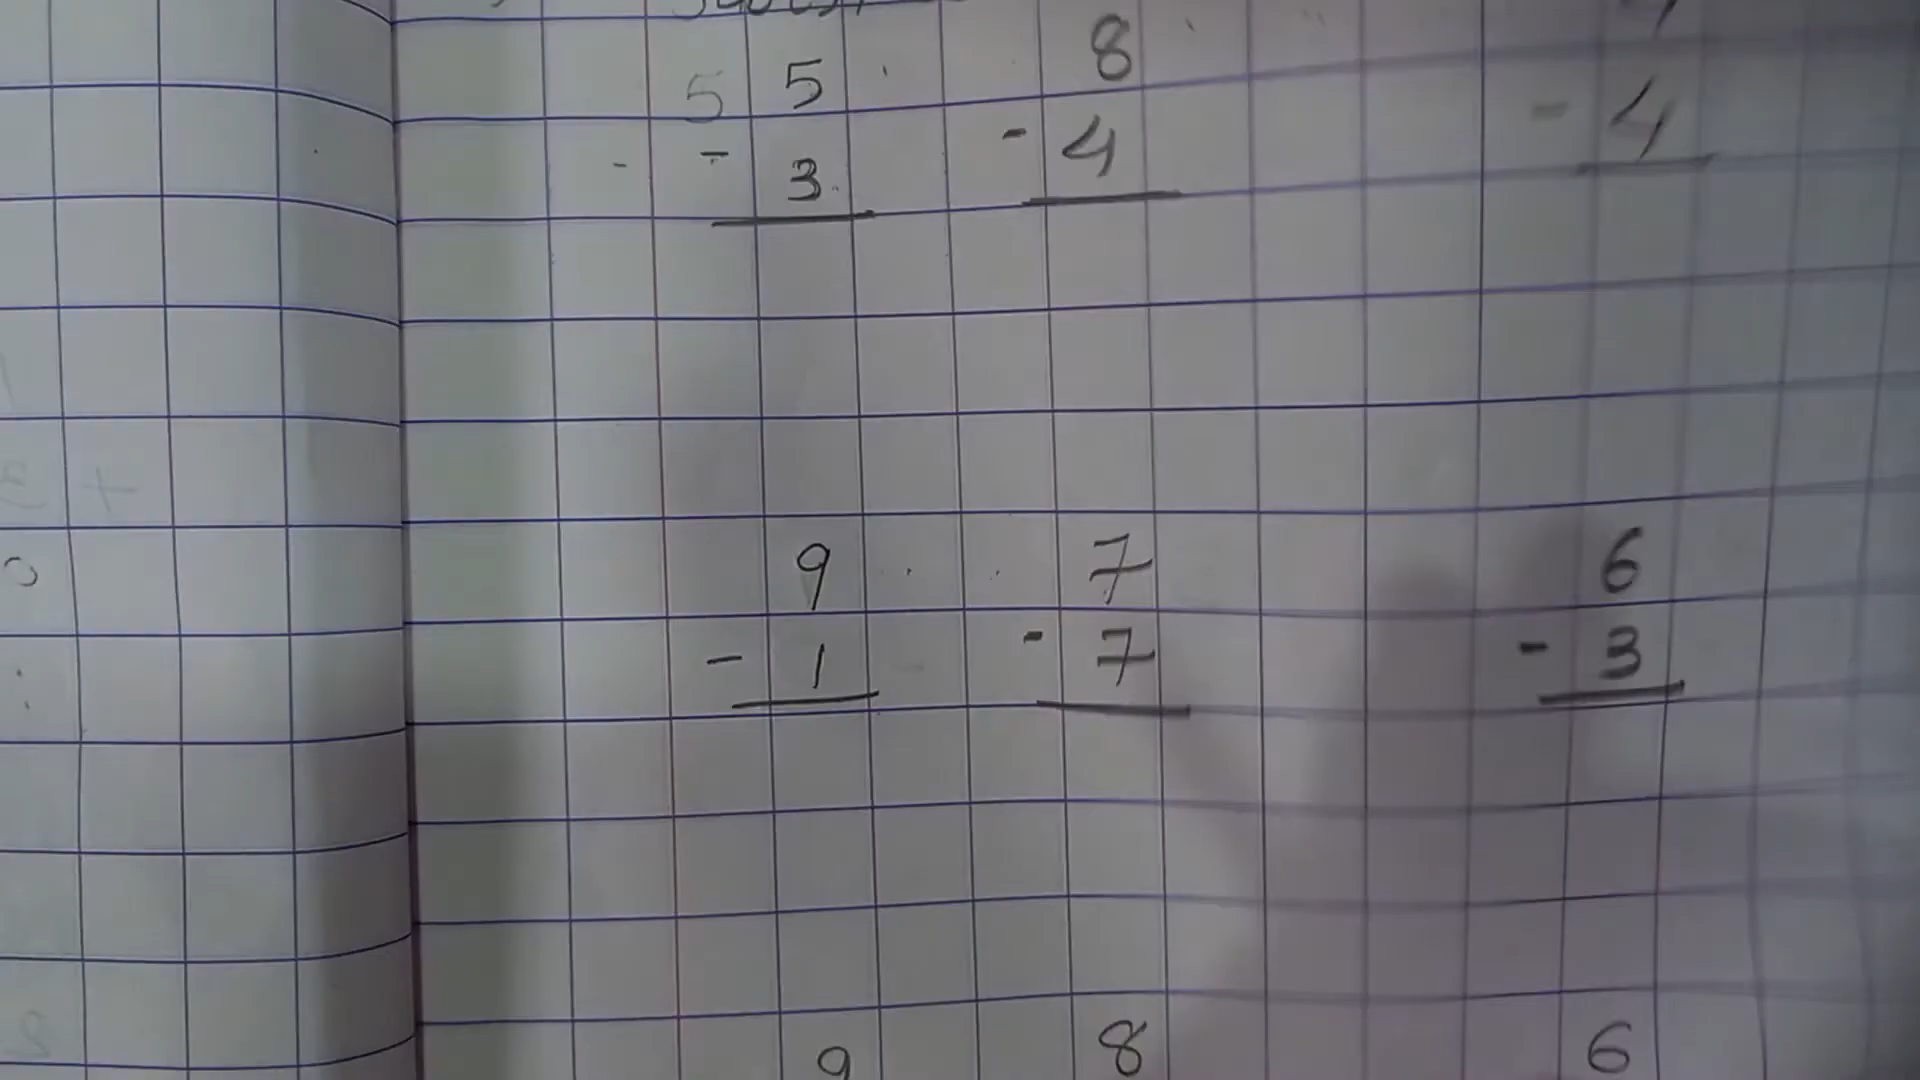 5 5 8
- - 3 - 4 - 4
9 7 6
- 1 - 7 - 3
9 8 6